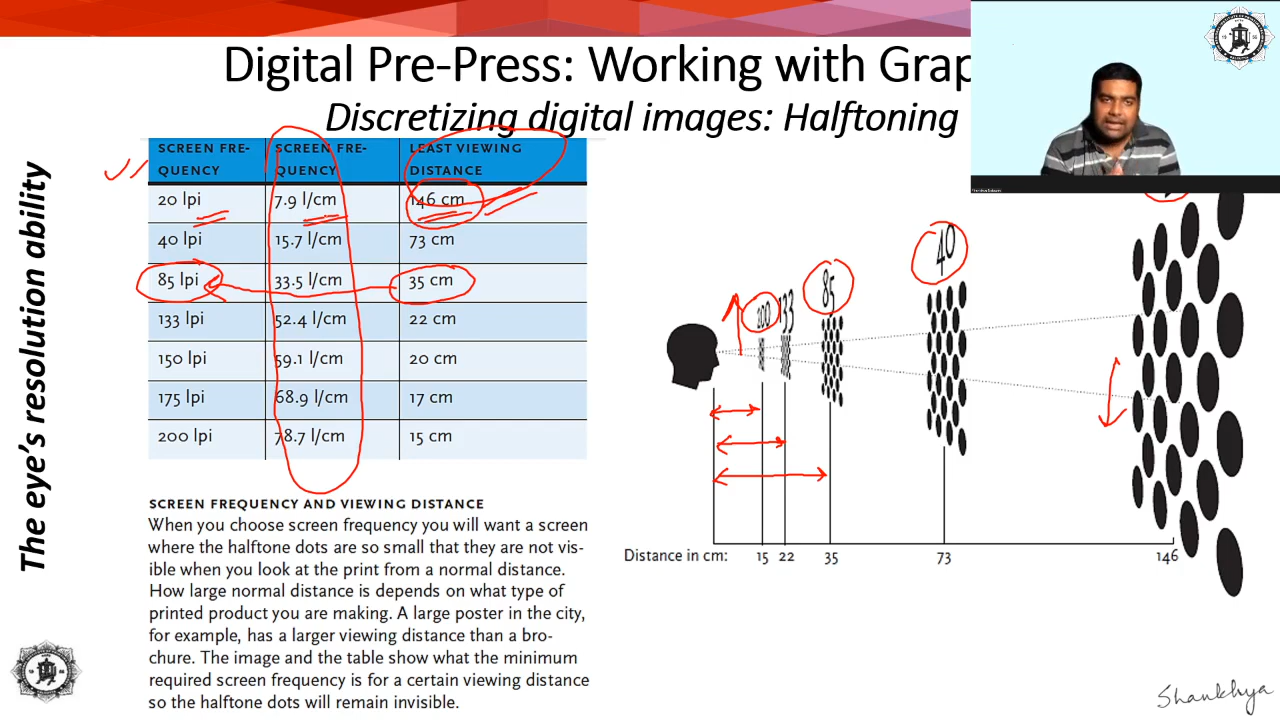 Digital Pre-Press: Working with Grap
Discretizing digital images: Halftoning
The eye's resolution ability
SCREEN FRE- SCREEN FRE- LEAST VIEWING
QUENCY QUENCY DISTANCE
20 lpi 7.9 l/cm 146 cm
40 lpi 15.7 l/cm 73 cm
85 lpi 33.5 l/cm 35 cm
133 lpi 52.4 l/cm 22 cm
150 lpi 59.1 l/cm 20 cm
175 lpi 68.9 l/cm 17 cm
200 lpi 78.7 l/cm 15 cm
SCREEN FREQUENCY AND VIEWING DISTANCE
When you choose screen frequency you will want a screen
where the halftone dots are so small that they are not vis-
ible when you look at the print from a normal distance.
How large normal distance is depends on what type of
printed product you are making. A large poster in the city,
for example, has a larger viewing distance than a bro-
chure. The image and the table show what the minimum
required screen frequency is for a certain viewing distance
so the halftone dots will remain invisible.
200 133 85 40
Distance in cm: 15 22 35 73 146
Shankhya